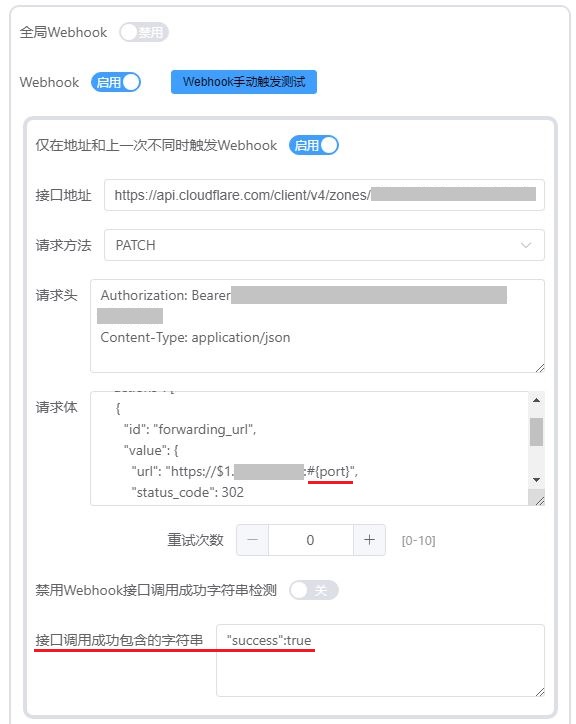 全局Webhook 禁用
Webhook 启用 Webhook手动触发测试
仅在地址和上一次不同时触发Webhook 启用
接口地址 https://api.cloudflare.com/client/v4/zones/
请求方法 PATCH
请求头 Authorization: Bearer
Content-Type: application/json
请求体
{
"id": "forwarding_url",
"value": {
"url": "https://$1. :#{port}",
"status_code": 302
重试次数 — 0 + [0-10]
禁用Webhook接口调用成功字符串检测 关
接口调用成功包含的字符串 "success":true